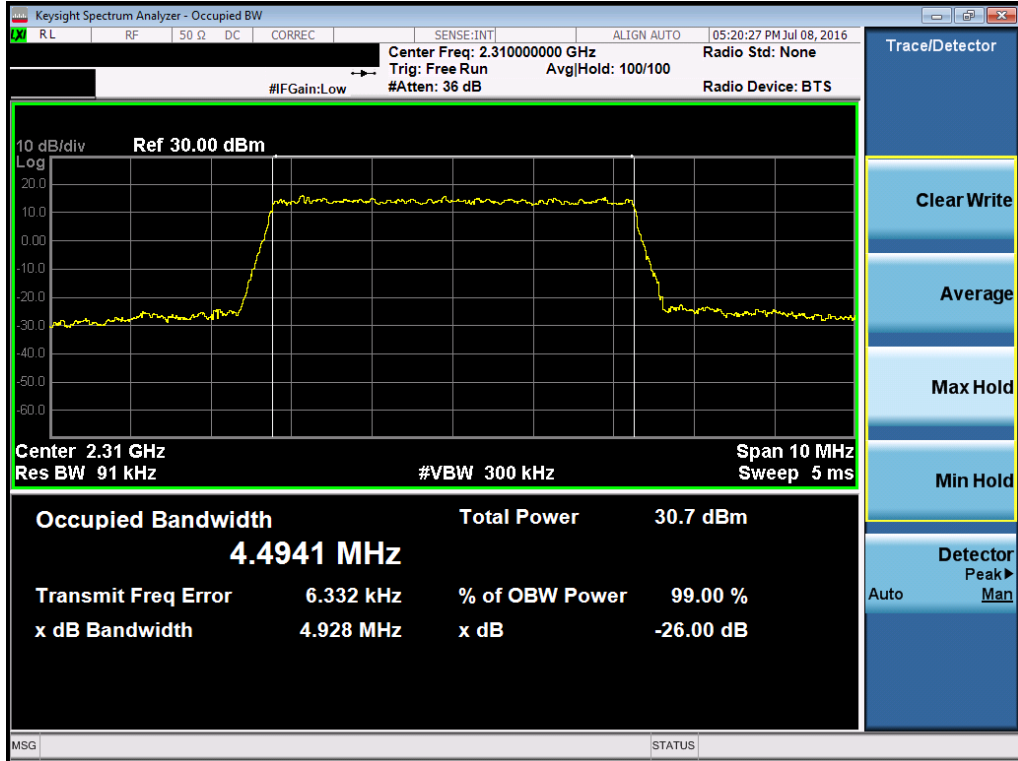 Keysight Spectrum Analyzer - Occupied BW
LXI RL RF 50 Ω DC CORREC SENSE:INT ALIGN AUTO 05:20:27 PM Jul 08, 2016
Center Freq: 2.310000000 GHz Radio Std: None
Trig: Free Run Avg|Hold: 100/100
#IFGain:Low #Atten: 36 dB Radio Device: BTS
Trace/Detector
10 dB/div Ref 30.00 dBm
Log
20.0
10.0
0.00
-10.0
-20.0
-30.0
-40.0
-50.0
-60.0
Center 2.31 GHz Span 10 MHz
Res BW 91 kHz #VBW 300 kHz Sweep 5 ms
Occupied Bandwidth Total Power 30.7 dBm
4.4941 MHz
Transmit Freq Error 6.332 kHz % of OBW Power 99.00 %
x dB Bandwidth 4.928 MHz x dB -26.00 dB
Clear Write
Average
Max Hold
Min Hold
Detector
Peak▶
Auto Man
MSG STATUS